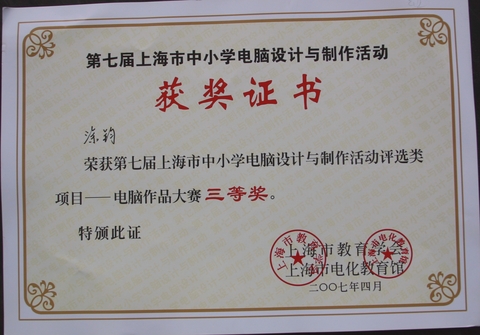 第七届上海市中小学电脑设计与制作活动
获奖证书
涂韵
荣获第七届上海市中小学电脑设计与制作活动评选类
项目——电脑作品大赛三等奖。
特颁此证
上海市教育学会
上海市电化教育馆
二〇〇七年四月